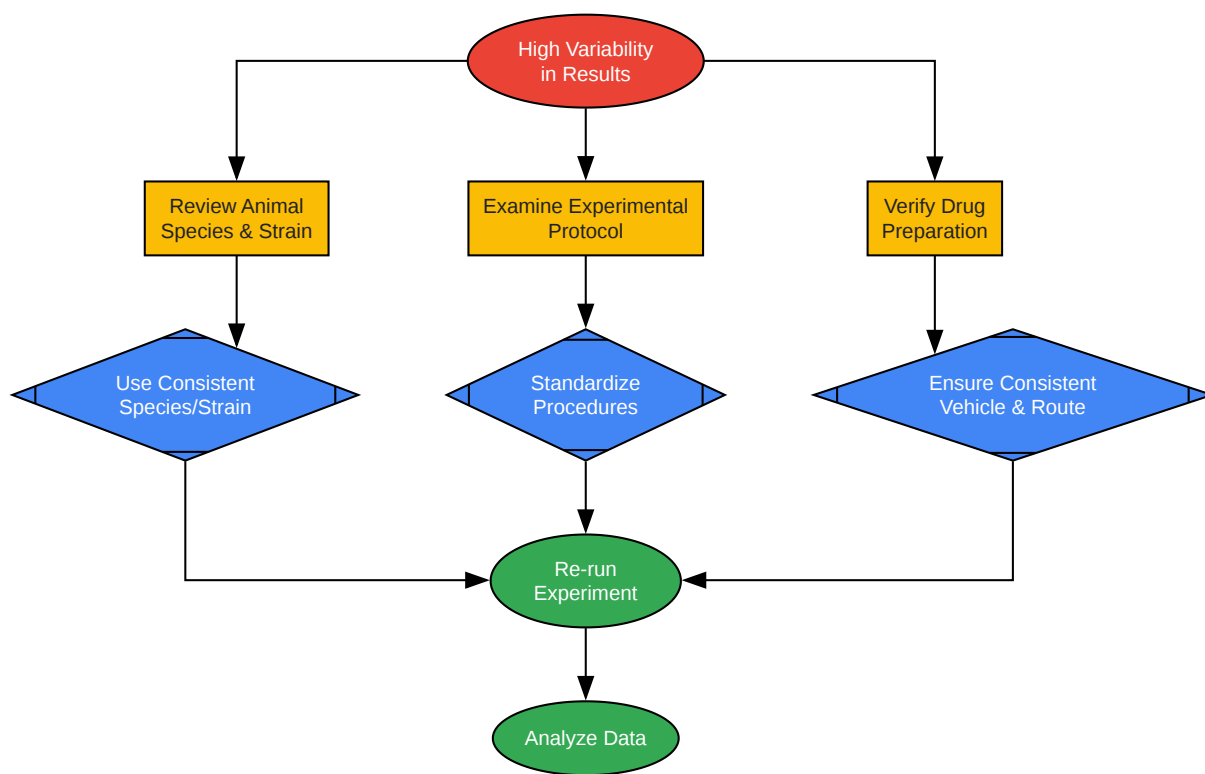 High Variability
in Results
Review Animal
Species & Strain
Examine Experimental
Protocol
Verify Drug
Preparation
Use Consistent
Species/Strain
Standardize
Procedures
Ensure Consistent
Vehicle & Route
Re-run
Experiment
Analyze Data